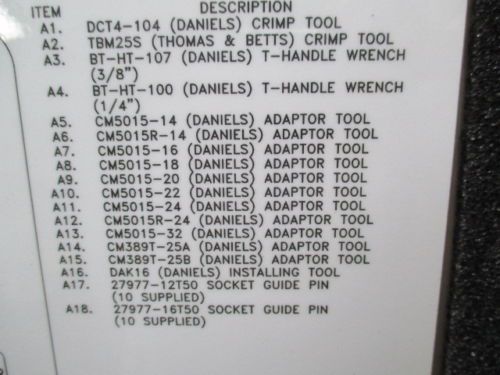 ITEM DESCRIPTION
A1. DCT4-104 (DANIELS) CRIMP TOOL
A2. TBM25S (THOMAS & BETTS) CRIMP TOOL
A3. BT-HT-107 (DANIELS) T-HANDLE WRENCH
(3/8")
A4. BT-HT-100 (DANIELS) T-HANDLE WRENCH
(1/4")
A5. CM5015-14 (DANIELS) ADAPTOR TOOL
A6. CM5015R-14 (DANIELS) ADAPTOR TOOL
A7. CM5015-16 (DANIELS) ADAPTOR TOOL
A8. CM5015-18 (DANIELS) ADAPTOR TOOL
A9. CM5015-20 (DANIELS) ADAPTOR TOOL
A10. CM5015-22 (DANIELS) ADAPTOR TOOL
A11. CM5015-24 (DANIELS) ADAPTOR TOOL
A12. CM5015R-24 (DANIELS) ADAPTOR TOOL
A13. CM5015-32 (DANIELS) ADAPTOR TOOL
A14. CM389T-25A (DANIELS) ADAPTOR TOOL
A15. CM389T-25B (DANIELS) ADAPTOR TOOL
A16. DAK16 (DANIELS) INSTALLING TOOL
A17. 27977-12T50 SOCKET GUIDE PIN
(10 SUPPLIED)
A18. 27977-16T50 SOCKET GUIDE PIN
(10 SUPPLIED)